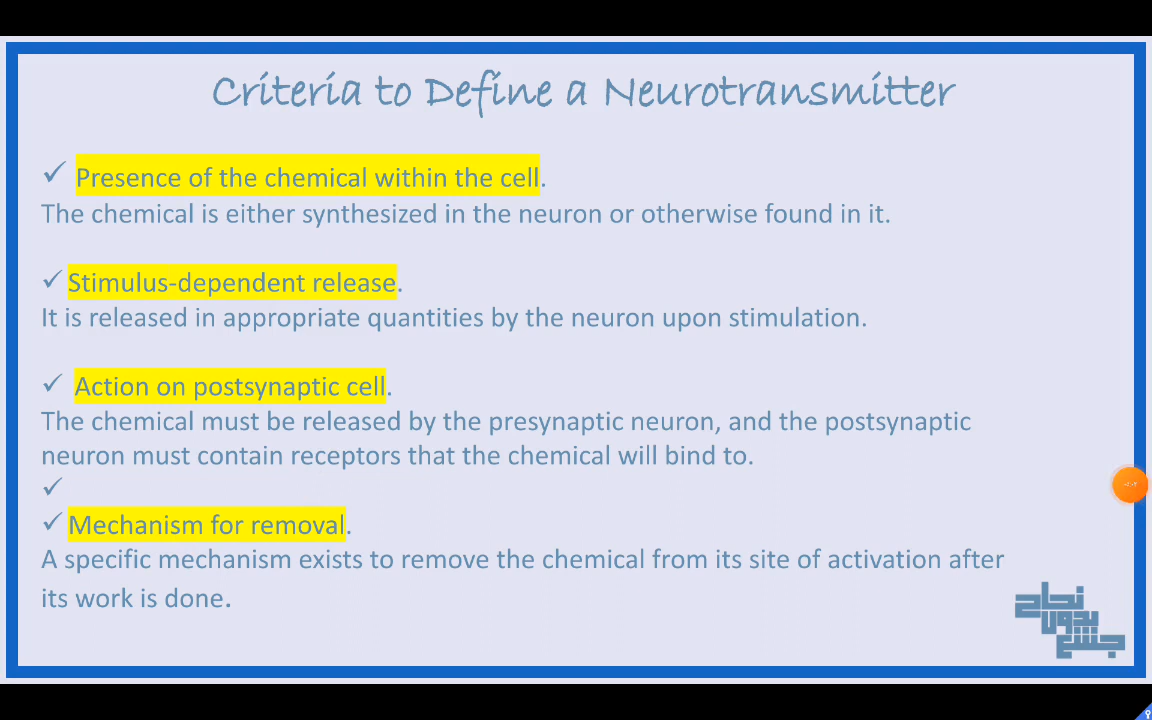 Criteria to Define a Neurotransmitter
✓ Presence of the chemical within the cell.
The chemical is either synthesized in the neuron or otherwise found in it.
✓ Stimulus-dependent release.
It is released in appropriate quantities by the neuron upon stimulation.
✓ Action on postsynaptic cell.
The chemical must be released by the presynaptic neuron, and the postsynaptic
neuron must contain receptors that the chemical will bind to.
✓
✓ Mechanism for removal.
A specific mechanism exists to remove the chemical from its site of activation after
its work is done.
نجاح
بدون
جشع